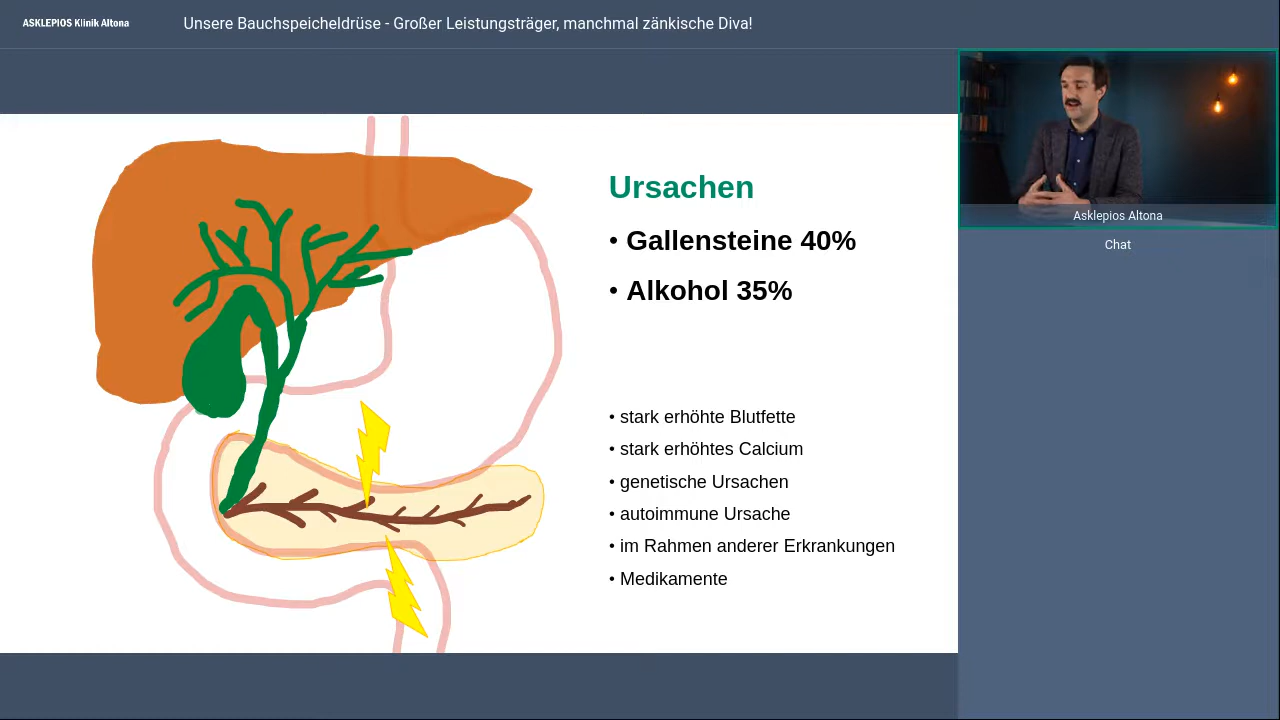 ASKLEPIOS Klinik Altona
Unsere Bauchspeicheldrüse - Großer Leistungsträger, manchmal zänkische Diva!
Ursachen
• Gallensteine 40%
• Alkohol 35%
• stark erhöhte Blutfette
• stark erhöhtes Calcium
• genetische Ursachen
• autoimmune Ursache
• im Rahmen anderer Erkrankungen
• Medikamente
Asklepios Altona
Chat